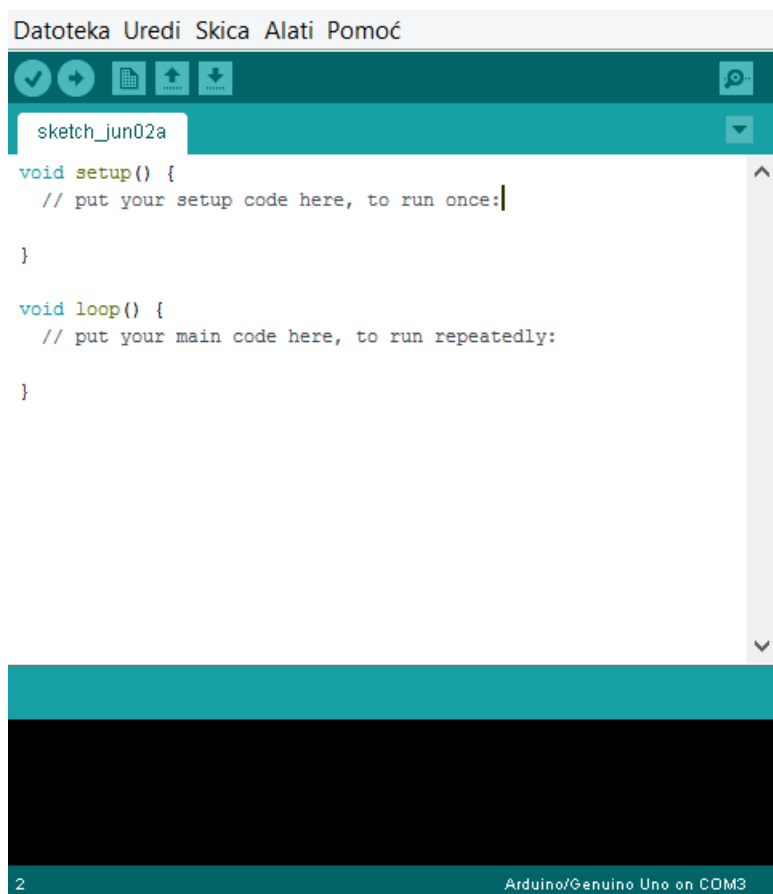 Datoteka Uredi Skica Alati Pomoć
sketch_jun02a
void setup() {
  // put your setup code here, to run once:

}

void loop() {
  // put your main code here, to run repeatedly:

}
2
Arduino/Genuino Uno on COM3